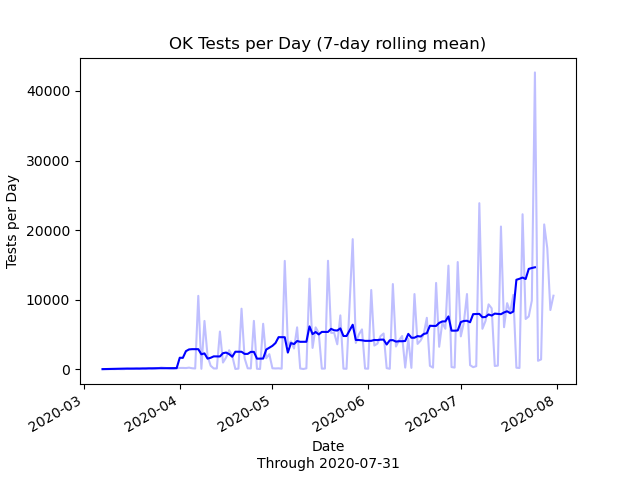 OK Tests per Day (7-day rolling mean)
40000
30000
20000
10000
0
Tests per Day
2020-03
2020-04
2020-05
2020-06
2020-07
2020-08
Date
Through 2020-07-31